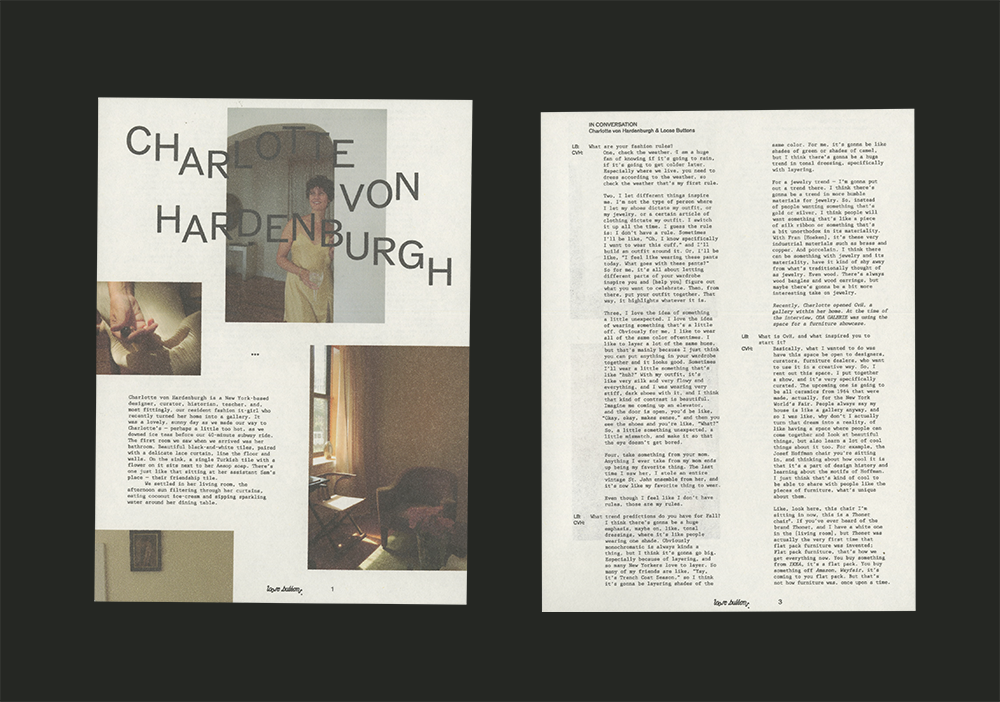 CHARLOTTE
VON
HARDENBURGH
•••
Charlotte von Hardenburgh is a New York-based
designer, curator, historian, teacher, and,
most fittingly, our resident fashion it-girl who
recently turned her home into a gallery. It
was a lovely, sunny day as we made our way to
Charlotte's — perhaps a little too hot, as we
downed iced teas before our 40-minute subway ride.
The first room we saw when we arrived was her
bathroom. Beautiful black-and-white tiles, paired
with a delicate lace curtain, line the floor and
walls. On the sink, a single Turkish tile with a
flower on it sits next to her Aesop soap. There's
one just like that sitting at her assistant Sam's
place — their friendship tile.
We settled in her living room, the
afternoon sun filtering through her curtains,
eating coconut ice-cream and sipping sparkling
water around her dining table.
loose buttons,
1
IN CONVERSATION
Charlotte von Hardenburgh & Loose Buttons
LB: What are your fashion rules?
CVH: One, check the weather. I am a huge
fan of knowing if it's going to rain,
if it's going to get colder later.
Especially where we live, you need to
dress according to the weather, so
check the weather that's my first rule.
Two, I let different things inspire
me. I'm not the type of person where
I let my shoes dictate my outfit, or
my jewelry, or a certain article of
clothing dictate my outfit. I switch
it up all the time. I guess the rule
is: I don't have a rule. Sometimes
I'll be like, "Oh, I know specifically
I want to wear this cuff," and I'll
build an outfit around it. Or, I'll be
like, "I feel like wearing these pants
today. What goes with these pants?"
So for me, it's all about letting
different parts of your wardrobe
inspire you and [help you] figure out
what you want to celebrate. Then, from
there, put your outfit together. That
way, it highlights whatever it is.
Three, I love the idea of something
a little unexpected. I love the idea
of wearing something that's a little
off. Obviously for me, I like to wear
all of the same color oftentimes. I
like to layer a lot of the same hues,
but that's mainly because I just think
you can put anything in your wardrobe
together and it looks good. Sometimes
I'll wear a little something that's
like "huh?" With my outfit, it's
like very silk and very flowy and
everything, and I was wearing very
stiff, dark shoes with it, and I think
that kind of contrast is beautiful.
Imagine me coming up an elevator,
and the door is open, you'd be like,
"Okay, okay, makes sense," and then you
see the shoes and you're like, "What?"
So, a little something unexpected, a
little mismatch, and make it so that
the eye doesn't get bored.
Four, take something from your mom.
Anything I ever take from my mom ends
up being my favorite thing. The last
time I saw her, I stole an entire
vintage St. John ensemble from her, and
it's now like my favorite thing to wear.
Even though I feel like I don't have
rules, those are my rules.
LB: What trend predictions do you have for Fall?
CVH: I think there's gonna be a huge
emphasis, maybe on, like, tonal
dressings, where it's like people
wearing one shade. Obviously
monochromatic is always kinda a
thing, but I think it's gonna go big.
Especially because of layering, and
so many New Yorkers love to layer. So
many of my friends are like, "Yay,
it's Trench Coat Season," so I think
it's gonna be layering shades of the
same color. For me, it's gonna be like
shades of green or shades of camel,
but I think there's gonna be a huge
trend in tonal dressing, specifically
with layering.
For a jewelry trend — I'm gonna put
out a trend there. I think there's
gonna be a trend in more humble
materials for jewelry. So, instead
of people wanting something that's
gold or silver, I think people will
want something that's like a piece
of silk ribbon or something that's
a bit unorthodox in its materiality.
With Fran [Hosken], it's these very
industrial materials such as brass and
copper. And porcelain. I think there
can be something with jewelry and its
materiality, have it kind of shy away
from what's traditionally thought of
as jewelry. Even wood. There's always
wood bangles and wood earrings, but
maybe there's gonna be a bit more
interesting take on jewelry.
Recently, Charlotte opened CvH, a
gallery within her home. At the time of
the interview, CSA GALERIE was using the
space for a furniture showcase.
LB: What is CvH, and what inspired you to
start it?
CVH: Basically, what I wanted to do was
have this space be open to designers,
curators, furniture dealers, who want
to use it in a creative way. So, I
rent out this space, I put together
a show, and it's very specifically
curated. The upcoming one is going to
be all ceramics from 1964 that were
made, actually, for the New York
World's Fair. People always say my
house is like a gallery anyway, and
so I was like, why don't I actually
turn that dream into a reality, of
like having a space where people can
come together and look at beautiful
things, but also learn a lot of cool
things about it too. For example, the
Josef Hoffman chair you're sitting
in, and thinking about how cool it is
that it's a part of design history and
learning about the motifs of Hoffman.
I just think that's kind of cool to
be able to share with people like the
pieces of furniture, what's unique
about them.
Like, look here, this chair I'm
sitting in now, this is a Thonet
chair. If you've ever heard of the
brand Thonet, and I have a white one
in the [living room], but Thonet was
actually the very first time that
flat pack furniture was invented;
Flat pack furniture, that's how we
get everything now. You buy something
from IKEA, it's a flat pack. You buy
something off Amazon, Wayfair, it's
coming to you flat pack. But that's
not how furniture was, once upon a time.
loose buttons,
3